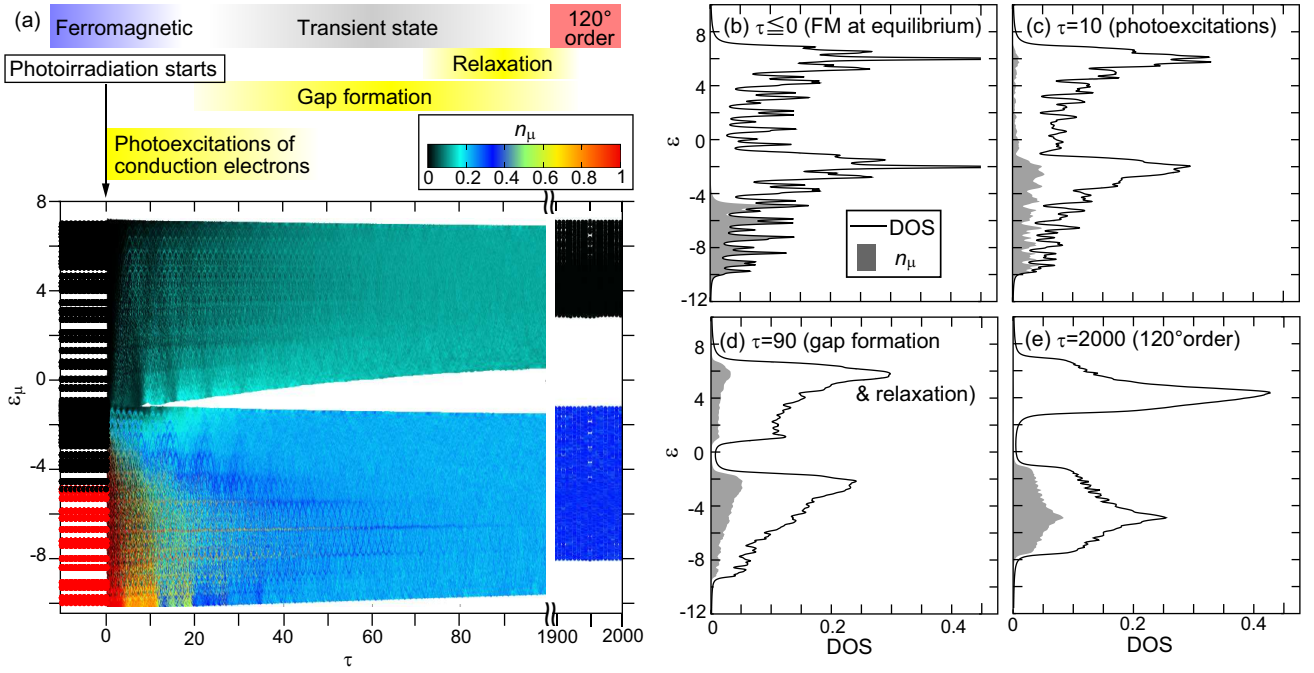 (a)
Ferromagnetic
Transient state
120°
order
Photoirradiation starts
Relaxation
Gap formation
Photoexcitations of
conduction electrons
nμ
0 0.2 0.4 0.6 0.8 1
8
4
0
-4
-8
εμ
0 20 40 60 80 1900 2000
τ
(b) τ≦0 (FM at equilibrium)
8
4
0
-4
-8
-12
ε
DOS
nμ
(c) τ=10 (photoexcitations)
(d) τ=90 (gap formation
& relaxation)
8
4
0
-4
-8
-12
ε
0 0.2 0.4
DOS
(e) τ=2000 (120°order)
0 0.2 0.4
DOS